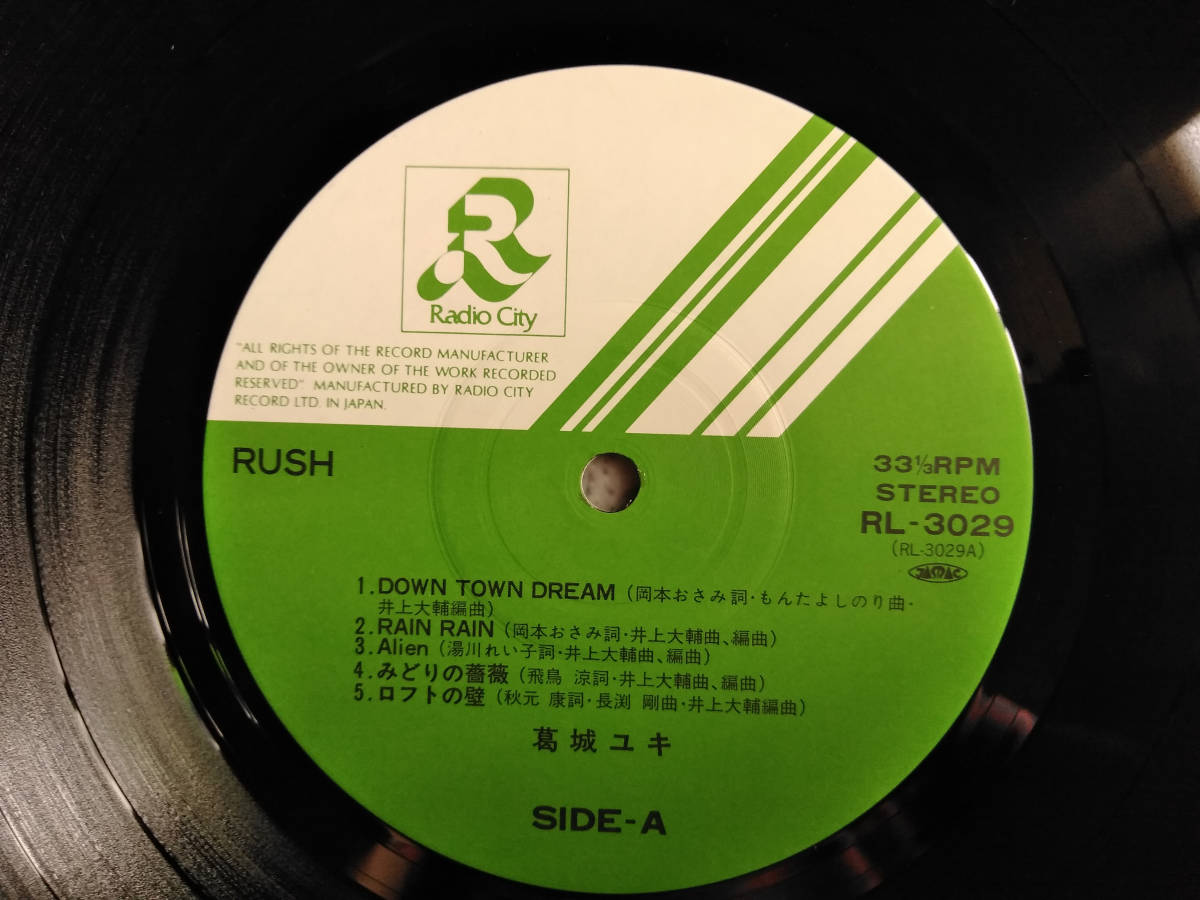 R
Radio City
"ALL RIGHTS OF THE RECORD MANUFACTURER
AND OF THE OWNER OF THE WORK RECORDED
RESERVED" MANUFACTURED BY RADIO CITY
RECORD LTD. IN JAPAN.
RUSH
33⅓RPM
STEREO
RL-3029
(RL-3029A)
JASRAC
1.DOWN TOWN DREAM (岡本おさみ詞・もんたよしのり曲・
井上大輔編曲)
2.RAIN RAIN (岡本おさみ詞・井上大輔曲、編曲)
3.Alien (湯川れい子詞・井上大輔曲、編曲)
4.みどりの薔薇 (飛鳥 涼詞・井上大輔曲、編曲)
5.ロフトの壁 (秋元 康詞・長渕 剛曲・井上大輔編曲)
葛城ユキ
SIDE-A